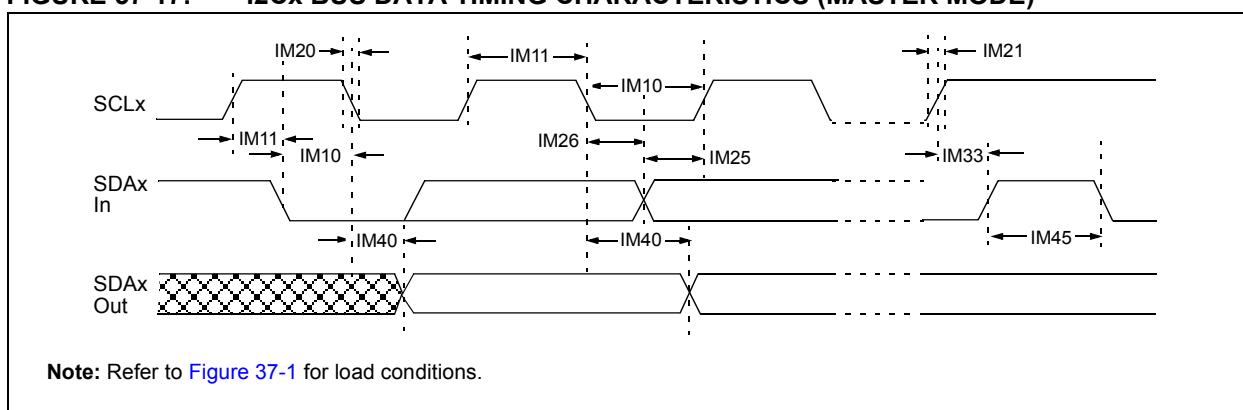 FIGURE 37-17: I2Cx BUS DATA TIMING CHARACTERISTICS (MASTER MODE)
IM20
IM11
IM21
SCLx
IM10
IM11
IM10
IM26
IM25
IM33
SDAx
In
IM40
IM40
IM45
SDAx
Out
Note: Refer to Figure 37-1 for load conditions.